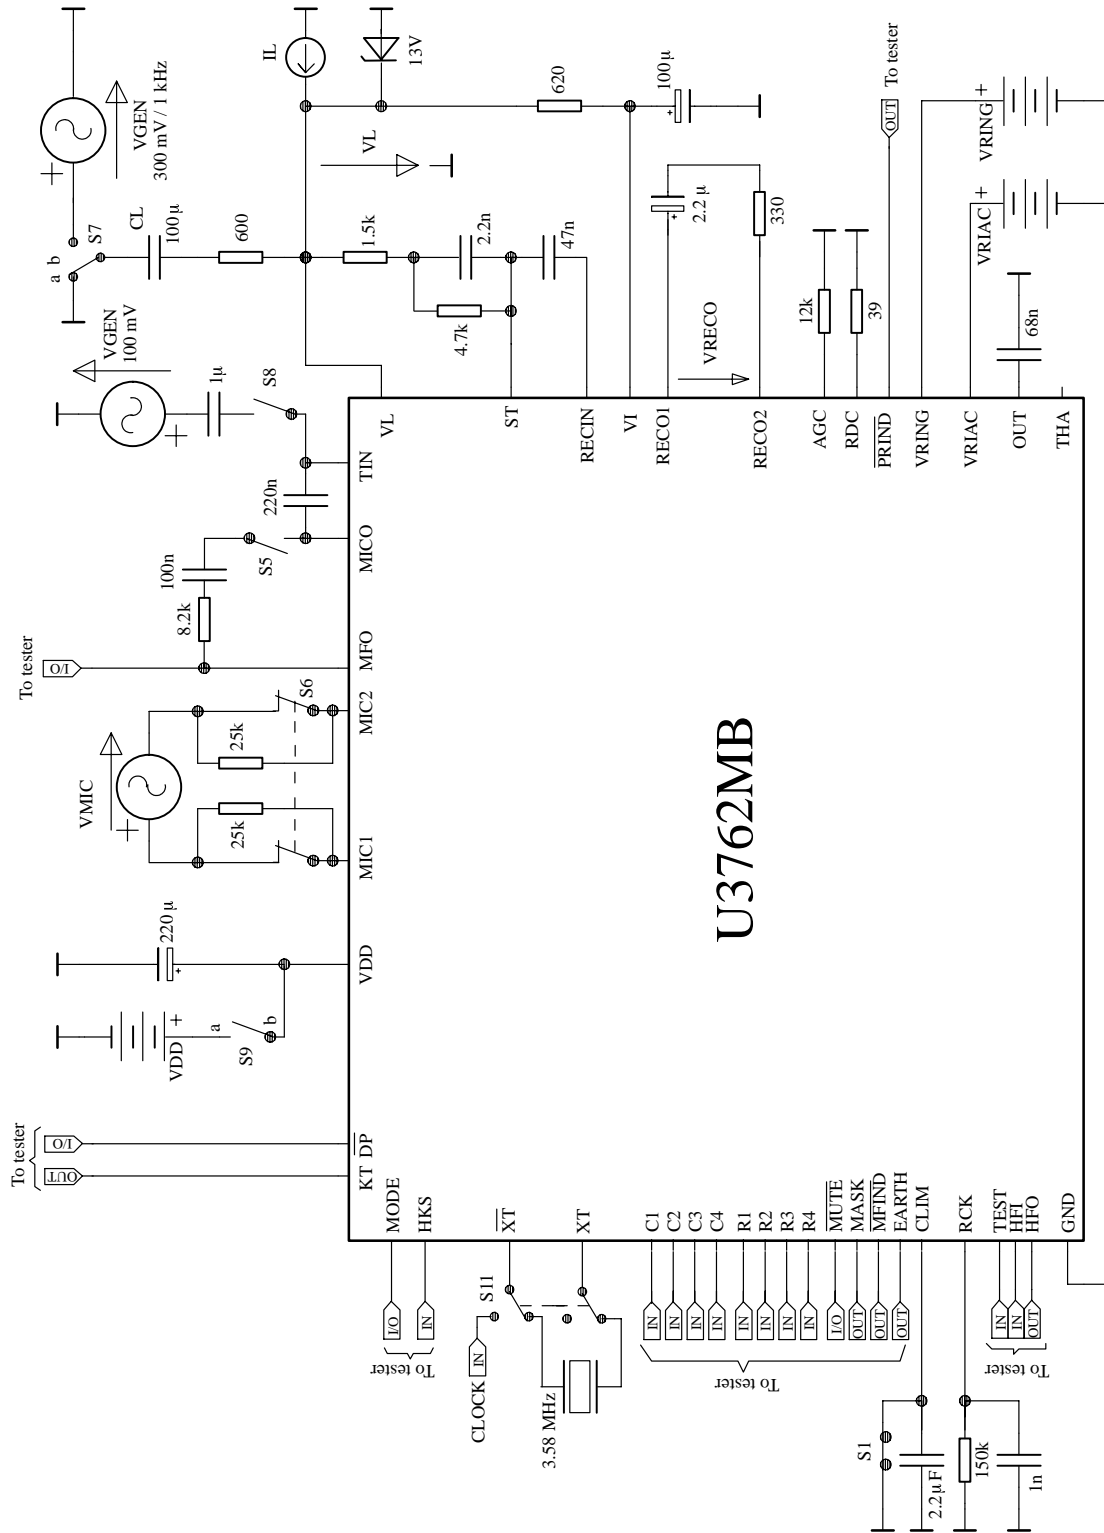 VGEN
300 mV / 1 kHz
+
a
b
S7
CL
100 µ
600
IL
13V
VL
620
100 µ
+
1.5k
2.2n
47n
4.7k
2.2 µ
+
330
VRECO
12k
39
To tester
OUT
VRING
+
VRIAC
+
68n
VGEN
100 mV
+
1µ
S8
220n
S5
100n
8.2k
To tester
I/O
VMIC
+
25k
25k
S6
220 µ
+
VDD
+
a
b
S9
To tester
I/O
OUT
VL
ST
RECIN
VI
RECO1
RECO2
AGC
RDC
PRIND
VRING
VRIAC
OUT
THA
TIN
MICO
MFO
MIC2
MIC1
VDD
DP
KT
U3762MB
MODE
HKS
XT
XT
C1
C2
C3
C4
R1
R2
R3
R4
MUTE
MASK
MFIND
EARTH
CLIM
RCK
TEST
HFI
HFO
GND
I/O
IN
To tester
S11
CLOCK
IN
3.58 MHz
IN
IN
IN
IN
IN
IN
IN
IN
I/O
OUT
OUT
OUT
To tester
S1
2.2µF
150k
1n
IN
IN
OUT
To tester